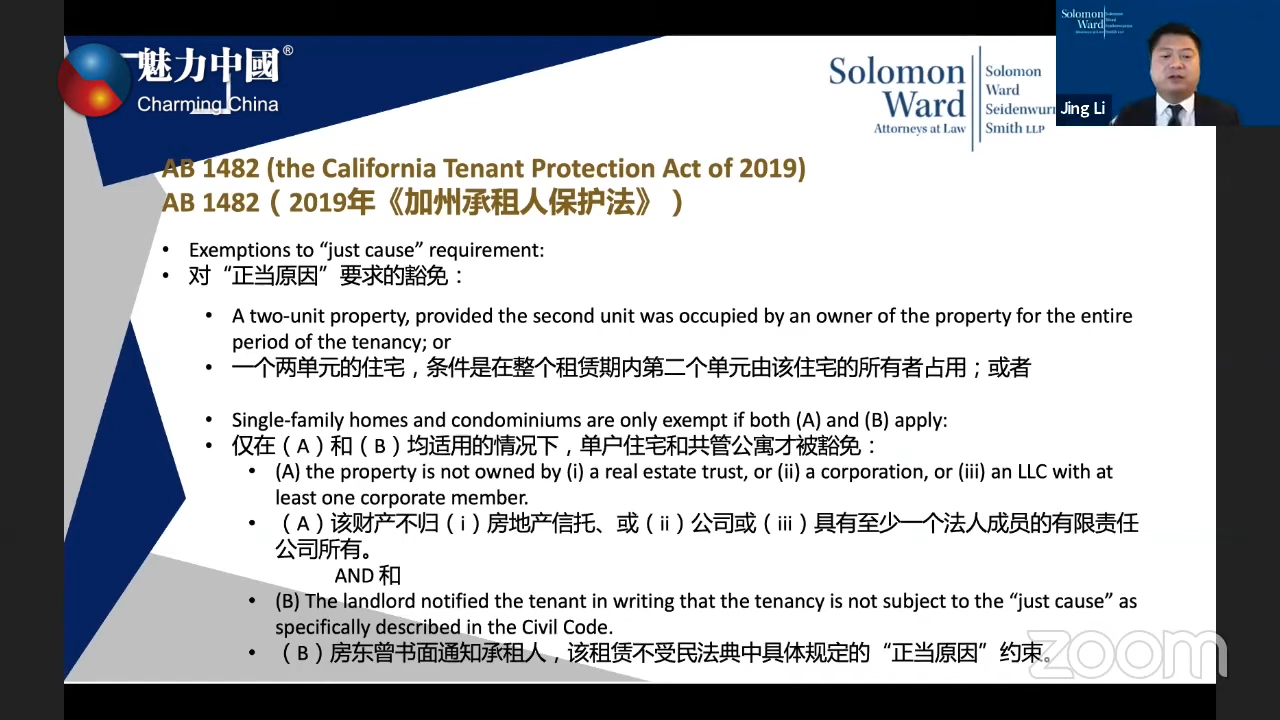 魅力中國®
Charming China
Solomon Ward
Attorneys at Law
Solomon
Ward
Seidenwurm
Smith LLP
Solomon
Ward
Jing Li
AB 1482 (the California Tenant Protection Act of 2019)
AB 1482（2019年《加州承租人保护法》）
• Exemptions to “just cause” requirement:
• 对“正当原因”要求的豁免：
• A two-unit property, provided the second unit was occupied by an owner of the property for the entire
period of the tenancy; or
• 一个两单元的住宅，条件是在整个租赁期内第二个单元由该住宅的所有者占用；或者
• Single-family homes and condominiums are only exempt if both (A) and (B) apply:
• 仅在（A）和（B）均适用的情况下，单户住宅和共管公寓才被豁免：
• (A) the property is not owned by (i) a real estate trust, or (ii) a corporation, or (iii) an LLC with at
least one corporate member.
• （A）该财产不归（i）房地产信托、或（ii）公司或（iii）具有至少一个法人成员的有限责任
公司所有。
AND 和
• (B) The landlord notified the tenant in writing that the tenancy is not subject to the “just cause” as
specifically described in the Civil Code.
• （B）房东曾书面通知承租人，该租赁不受民法典中具体规定的“正当原因”约束。
zoom